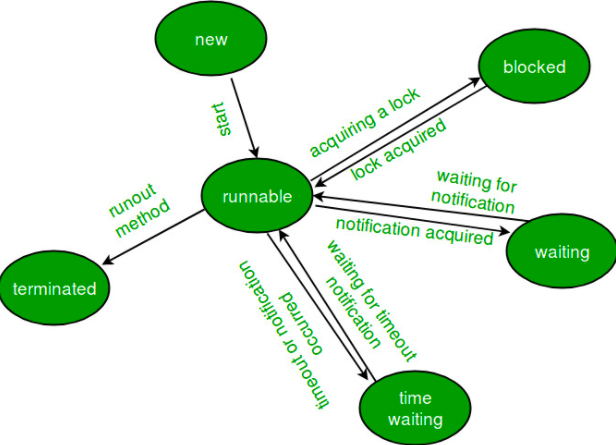 new
blocked
start
acquiring a lock
lock acquired
runnable
waiting for
notification
notification acquired
waiting
runout
method
terminated
timeout or notification
occurred
waiting for timeout
notification
time
waiting